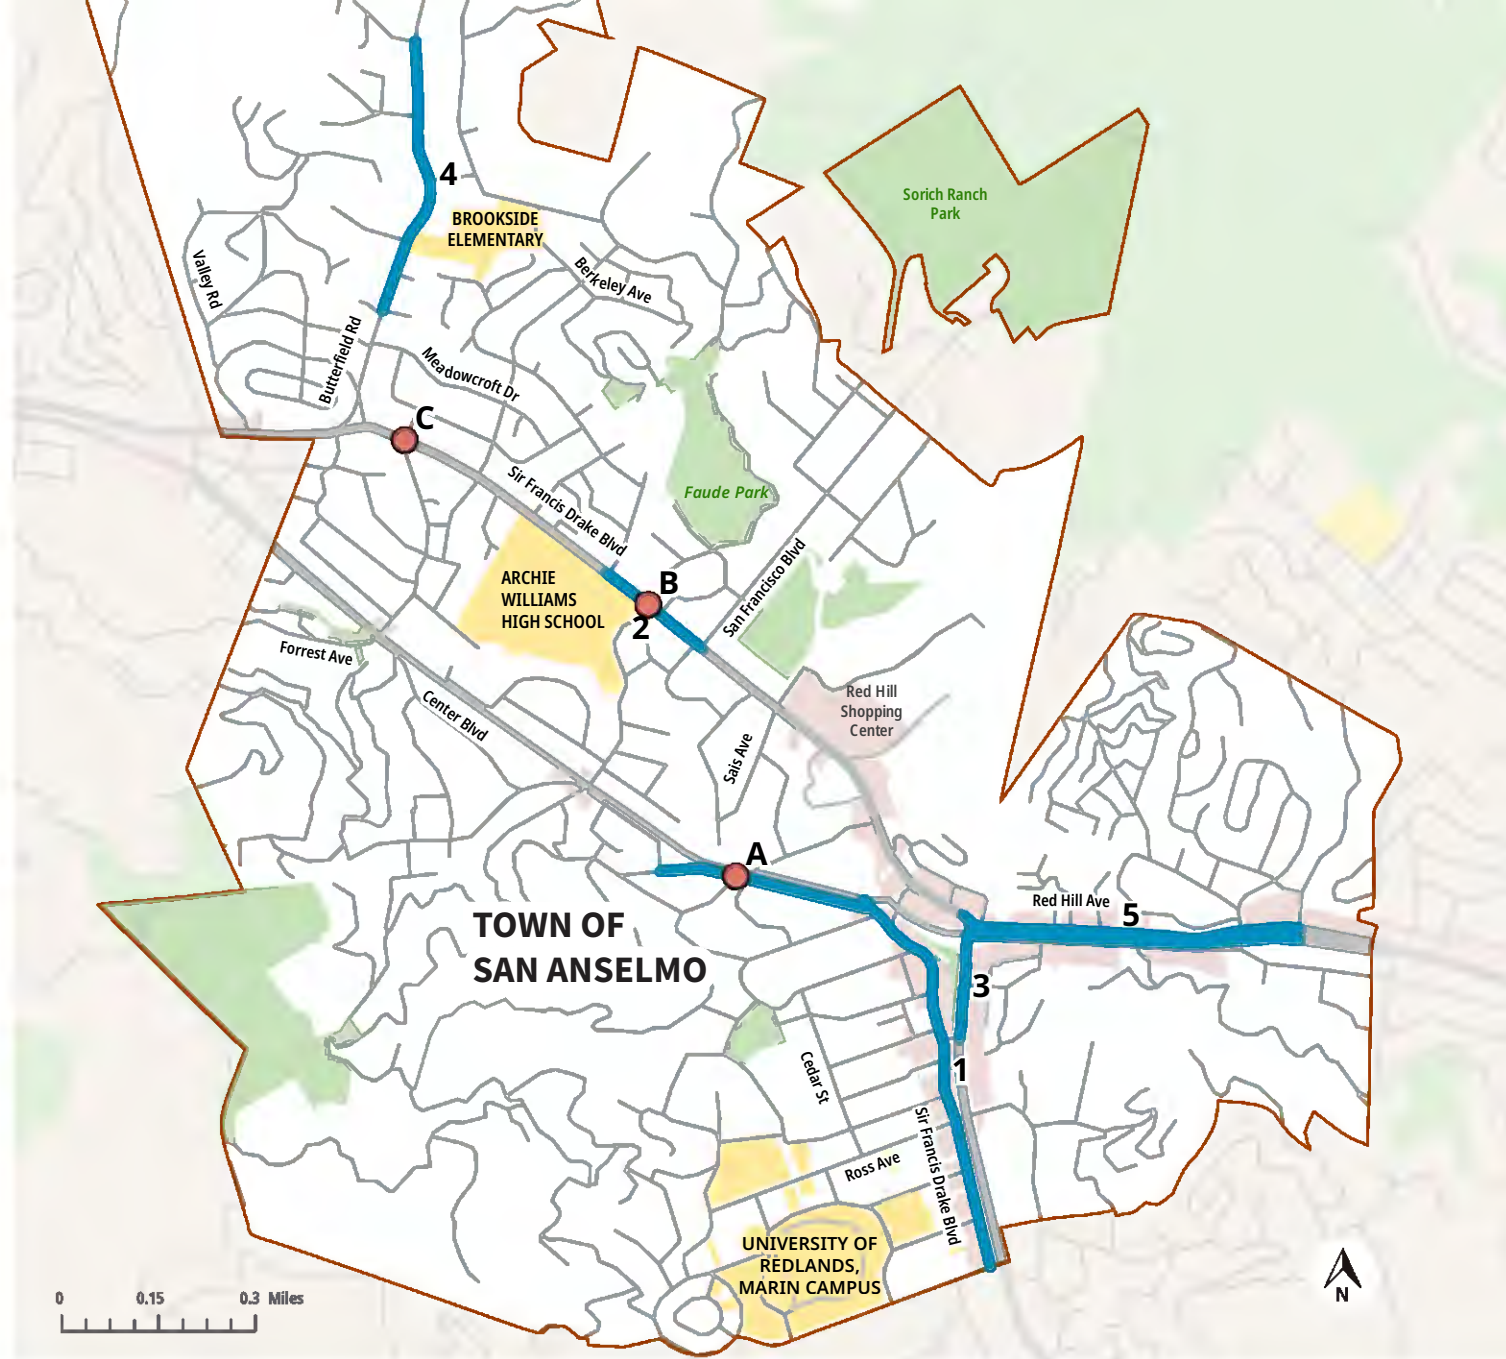 4
BROOKSIDE
ELEMENTARY
Sorich Ranch
Park
Valley Rd
Berkeley Ave
Butterfield Rd
Meadowcroft Dr
C
Sir Francis Drake Blvd
Faude Park
San Francisco Blvd
B
2
ARCHIE
WILLIAMS
HIGH SCHOOL
Forrest Ave
Center Blvd
Red Hill
Shopping
Center
Sais Ave
A
Red Hill Ave
5
TOWN OF
SAN ANSELMO
3
1
Cedar St
Sir Francis Drake Blvd
Ross Ave
UNIVERSITY OF
REDLANDS,
MARIN CAMPUS
0 0.15 0.3 Miles
N